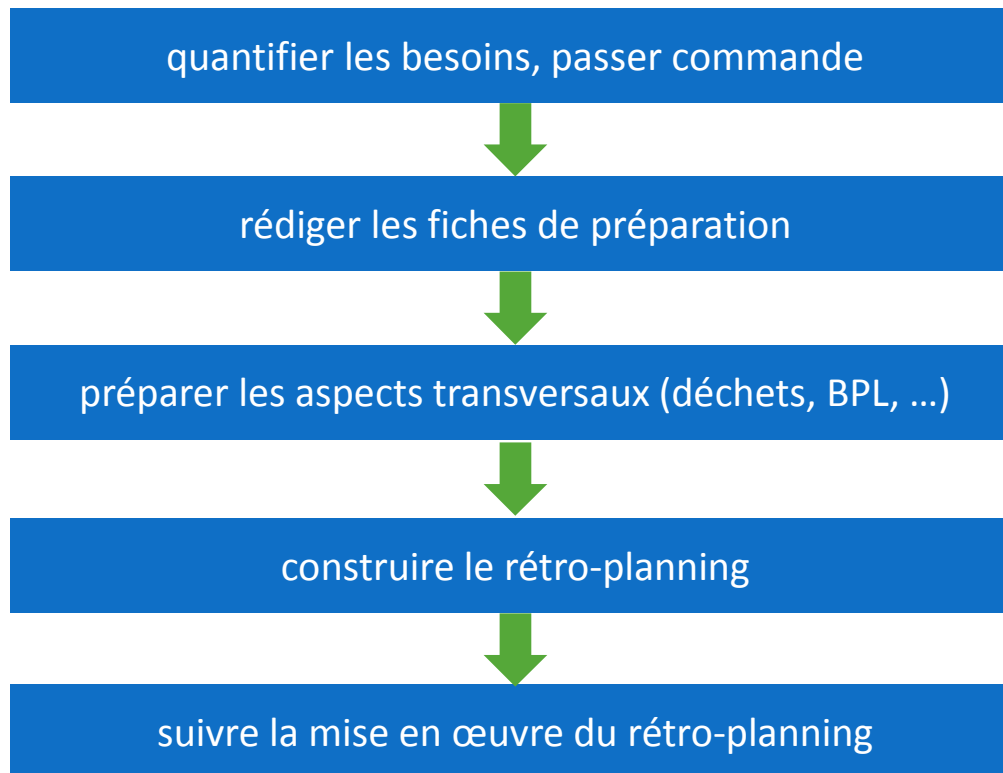 quantifier les besoins, passer commande
rédiger les fiches de préparation
préparer les aspects transversaux (déchets, BPL, …)
construire le rétro-planning
suivre la mise en œuvre du rétro-planning